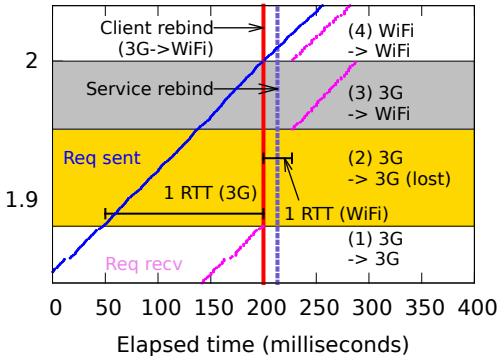 Client rebind
(3G->WiFi)
(4) WiFi
-> WiFi
2
Service rebind
(3) 3G
-> WiFi
Req sent
(2) 3G
-> 3G (lost)
1 RTT (3G)
1.9
1 RTT (WiFi)
(1) 3G
-> 3G
Req recv
0 50 100 150 200 250 300 350 400
Elapsed time (milliseconds)